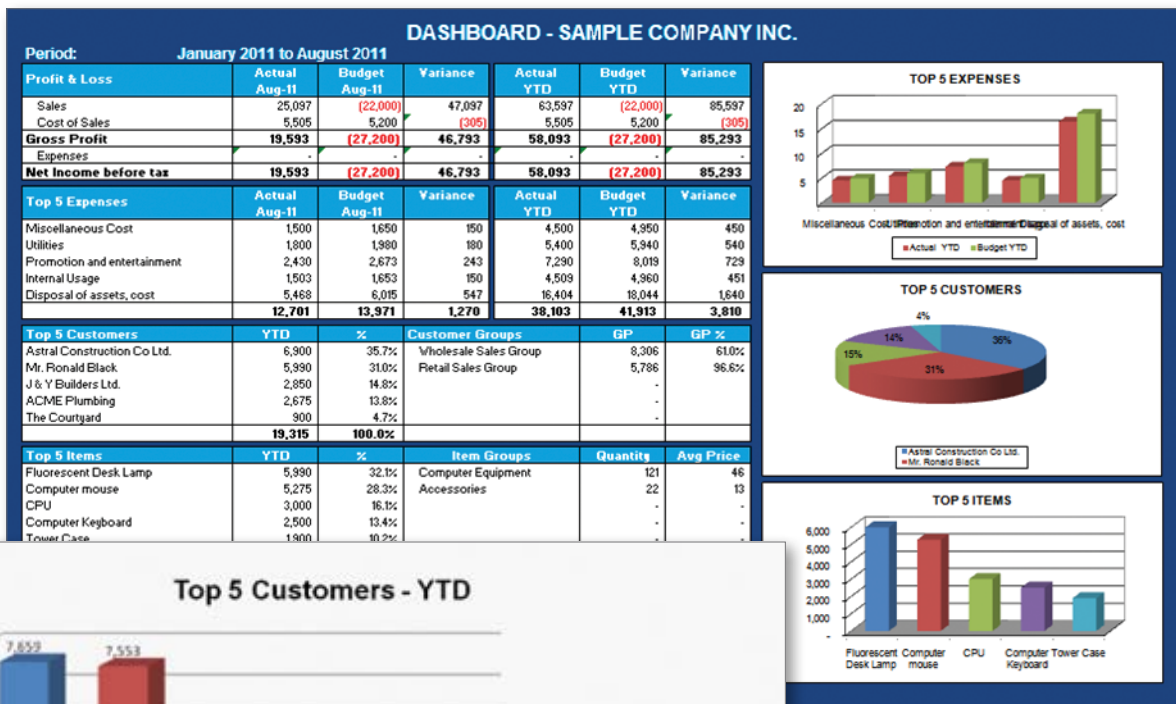 DASHBOARD - SAMPLE COMPANY INC.
Period: January 2011 to August 2011
Profit & Loss Actual Aug-11 Budget Aug-11 Variance Actual YTD Budget YTD Variance
Sales 25,097 (22,000) 47,097 63,597 (22,000) 85,597
Cost of Sales 5,505 5,200 (305) 5,505 5,200 (305)
Gross Profit 19,593 (27,200) 46,793 58,093 (27,200) 85,293
Expenses - - - - - -
Net Income before tax 19,593 (27,200) 46,793 58,093 (27,200) 85,293
Top 5 Expenses Actual Aug-11 Budget Aug-11 Variance Actual YTD Budget YTD Variance
Miscellaneous Cost 1,500 1,650 150 4,500 4,950 450
Utilities 1,800 1,980 180 5,400 5,940 540
Promotion and entertainment 2,430 2,673 243 7,290 8,019 729
Internal Usage 1,503 1,653 150 4,509 4,960 451
Disposal of assets, cost 5,468 6,015 547 16,404 18,044 1,640
12,701 13,971 1,270 38,103 41,913 3,810
Top 5 Customers YTD % Customer Groups GP GP %
Astral Construction Co Ltd. 6,900 35.7% Wholesale Sales Group 8,306 61.0%
Mr. Ronald Black 5,990 31.0% Retail Sales Group 5,786 96.6%
J & Y Builders Ltd. 2,850 14.8% - -
ACME Plumbing 2,675 13.8% - -
The Courtyard 900 4.7% - -
19,315 100.0%
Top 5 Items YTD % Item Groups Quantity Avg Price
Fluorescent Desk Lamp 5,990 32.1% Computer Equipment 121 46
Computer mouse 5,275 28.3% Accessories 22 13
CPU 3,000 16.1% - -
Computer Keyboard 2,500 13.4% - -
Tower Case 1,900 10.2% - -
TOP 5 EXPENSES
20
15
10
5
Miscellaneous Cost Promotion and of assets, cost
Actual YTD Budget YTD
TOP 5 CUSTOMERS
4%
14% 36%
15%
31%
Astral Construction Co Ltd.
Mr. Ronald Black
TOP 5 ITEMS
6,000
5,000
4,000
3,000
2,000
1,000
-
Fluorescent Computer CPU Computer Tower Case
Desk Lamp mouse Keyboard
Top 5 Customers - YTD
7,659 7,553